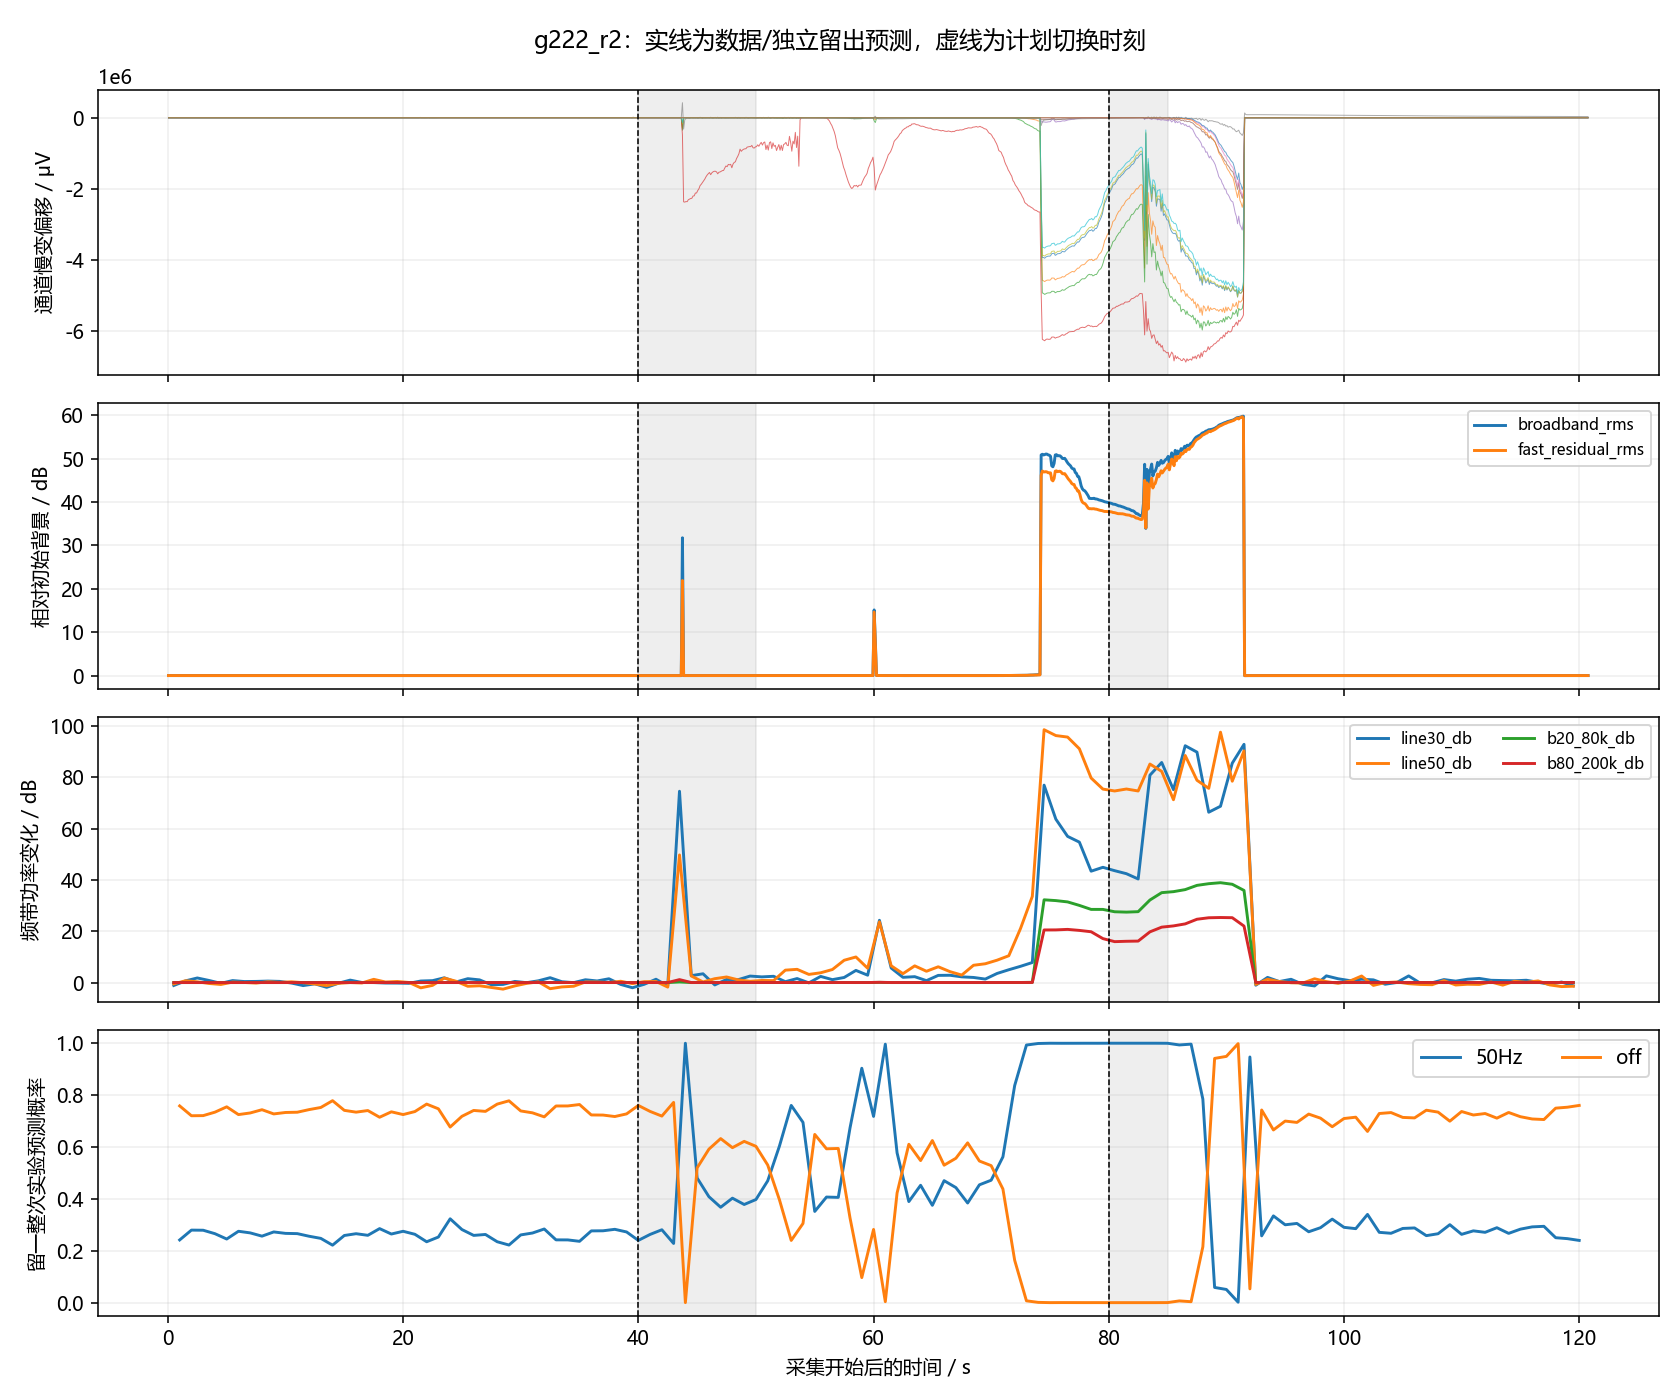 g222_r2：实线为数据/独立留出预测，虚线为计划切换时刻
1e6
0
-2
-4
-6
通道慢变偏移 / μV
60
50
40
30
20
10
0
相对初始背景 / dB
broadband_rms
fast_residual_rms
100
80
60
40
20
0
频带功率变化 / dB
line30_db
line50_db
b20_80k_db
b80_200k_db
1.0
0.8
0.6
0.4
0.2
0.0
留一整次实验预测概率
50Hz
off
0 20 40 60 80 100 120
采集开始后的时间 / s